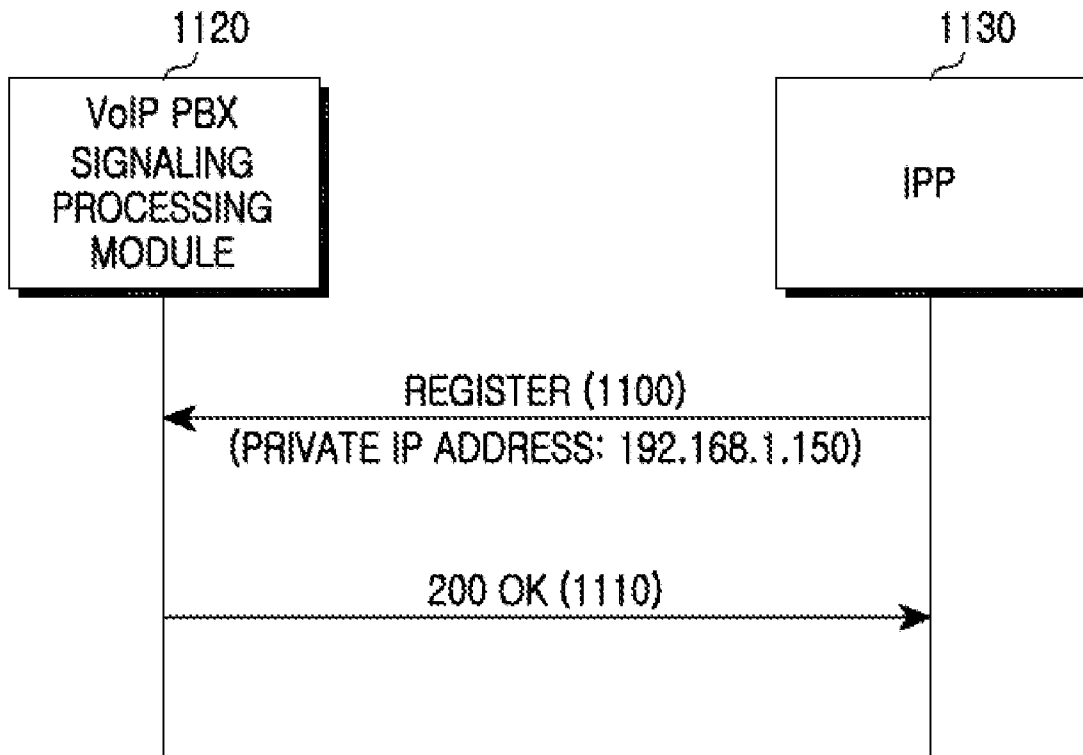 1120
1130
VoIP PBX
SIGNALING
PROCESSING
MODULE
IPP
REGISTER (1100)
(PRIVATE IP ADDRESS: 192.168.1.150)
200 OK (1110)